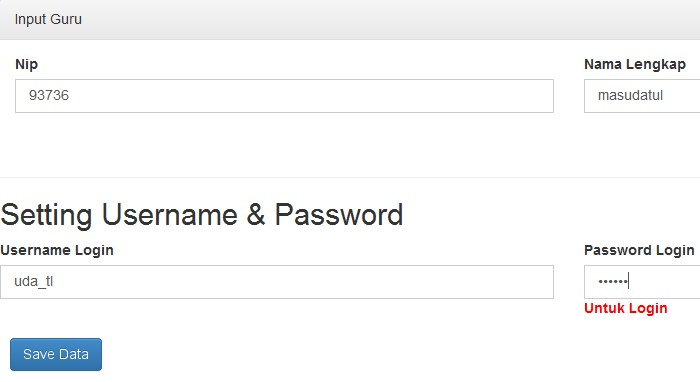 Input Guru
Nip
Nama Lengkap
93736
masudatul
Setting Username & Password
Username Login
Password Login
uda_tl
••••••
Untuk Login
Save Data